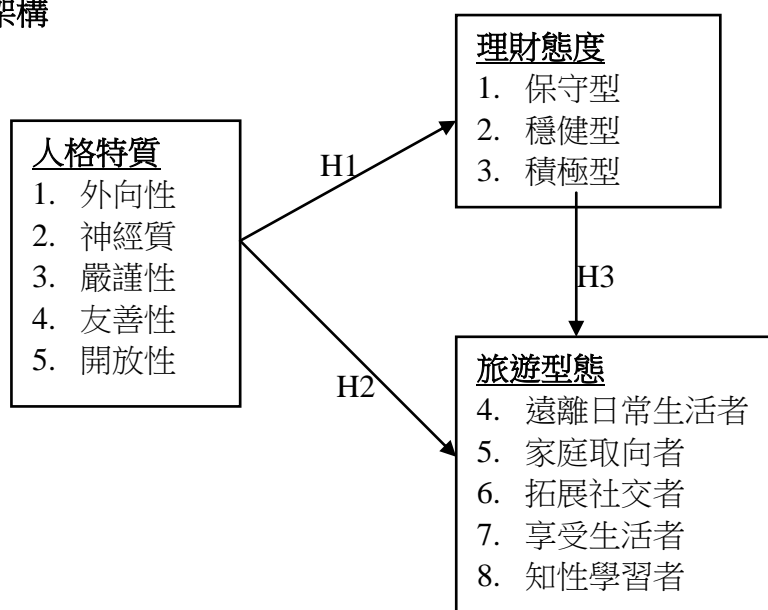 架構
理財態度
1. 保守型
2. 穩健型
3. 積極型
人格特質
1. 外向性
2. 神經質
3. 嚴謹性
4. 友善性
5. 開放性
H1
H3
H2
旅遊型態
4. 遠離日常生活者
5. 家庭取向者
6. 拓展社交者
7. 享受生活者
8. 知性學習者